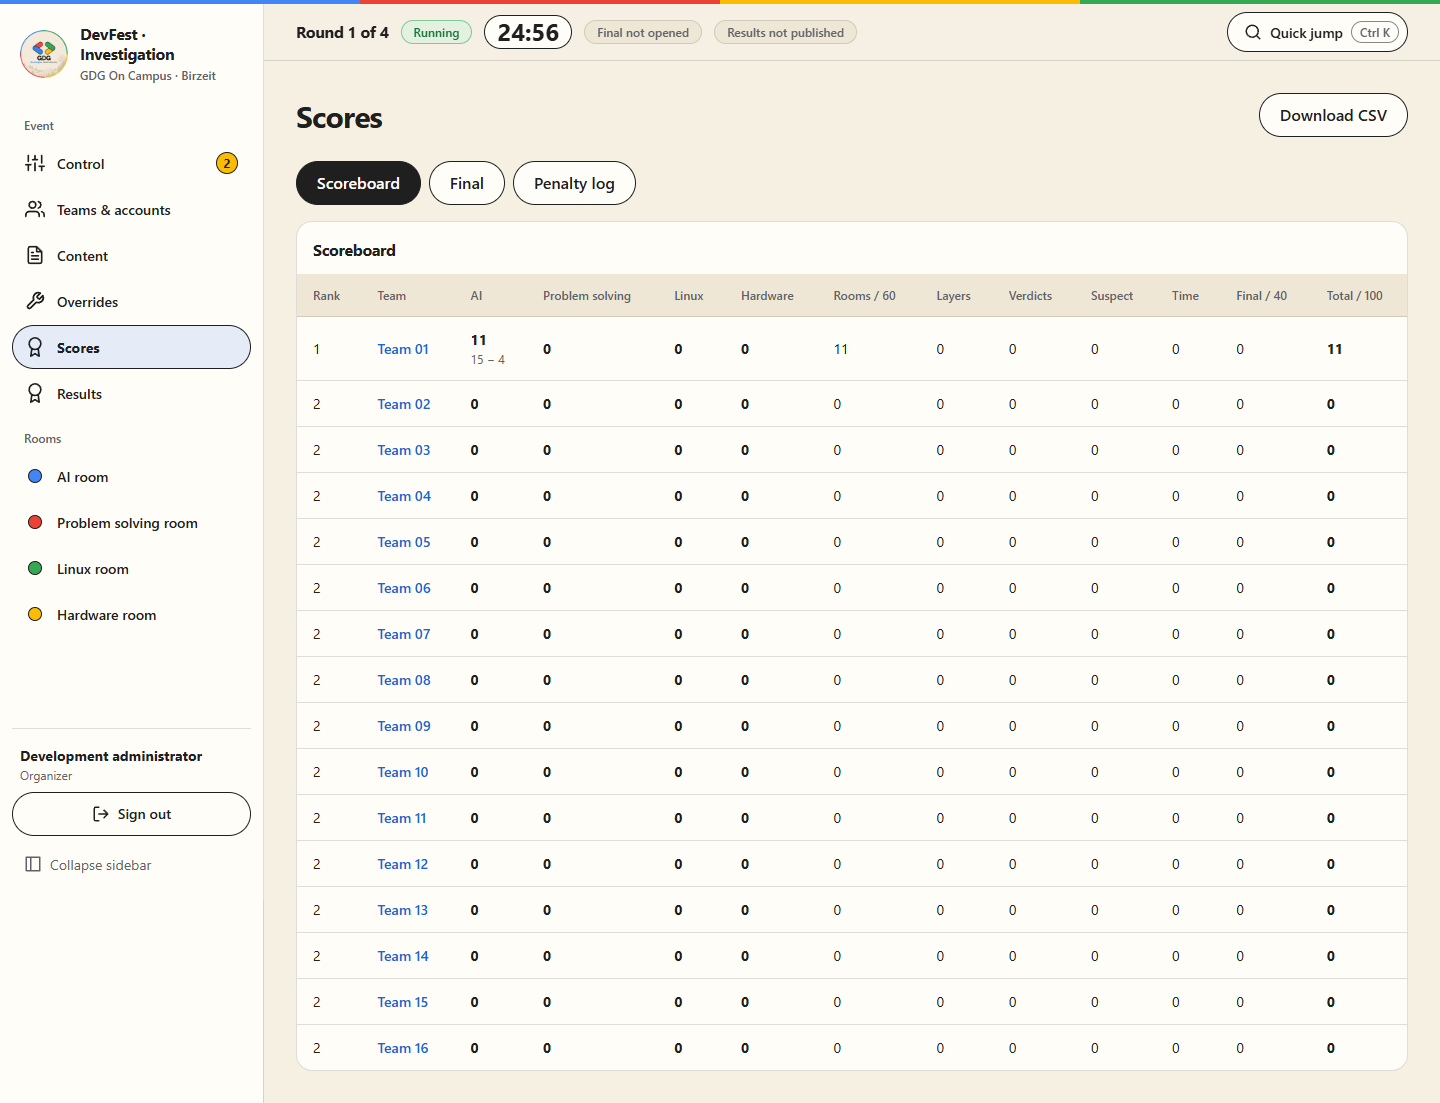 DevFest ·
Investigation
GDG On Campus · Birzeit
Event
Control 2
Teams & accounts
Content
Overrides
Scores
Results
Rooms
AI room
Problem solving room
Linux room
Hardware room
Development administrator
Organizer
Sign out
Collapse sidebar
Round 1 of 4 Running 24:56 Final not opened Results not published Quick jump Ctrl K
Scores Download CSV
Scoreboard Final Penalty log
Scoreboard
Rank Team AI Problem solving Linux Hardware Rooms / 60 Layers Verdicts Suspect Time Final / 40 Total / 100
1 Team 01 11 0 0 0 11 0 0 0 0 0 11
15 – 4
2 Team 02 0 0 0 0 0 0 0 0 0 0 0
2 Team 03 0 0 0 0 0 0 0 0 0 0 0
2 Team 04 0 0 0 0 0 0 0 0 0 0 0
2 Team 05 0 0 0 0 0 0 0 0 0 0 0
2 Team 06 0 0 0 0 0 0 0 0 0 0 0
2 Team 07 0 0 0 0 0 0 0 0 0 0 0
2 Team 08 0 0 0 0 0 0 0 0 0 0 0
2 Team 09 0 0 0 0 0 0 0 0 0 0 0
2 Team 10 0 0 0 0 0 0 0 0 0 0 0
2 Team 11 0 0 0 0 0 0 0 0 0 0 0
2 Team 12 0 0 0 0 0 0 0 0 0 0 0
2 Team 13 0 0 0 0 0 0 0 0 0 0 0
2 Team 14 0 0 0 0 0 0 0 0 0 0 0
2 Team 15 0 0 0 0 0 0 0 0 0 0 0
2 Team 16 0 0 0 0 0 0 0 0 0 0 0